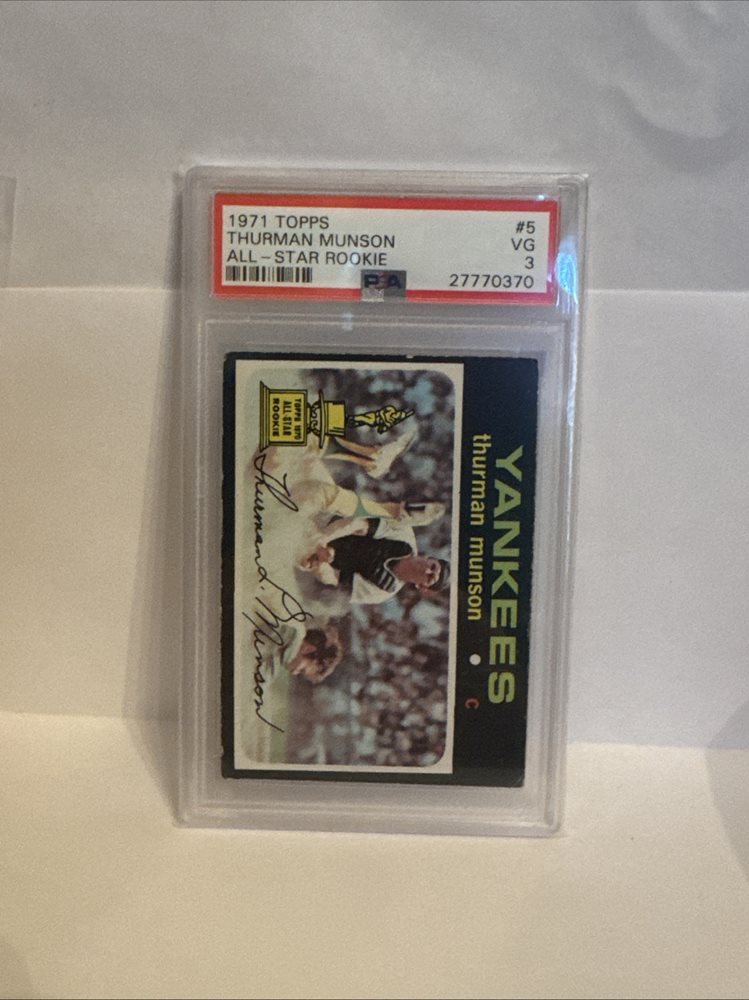 1971 TOPPS #5
THURMAN MUNSON VG
ALL-STAR ROOKIE 3
PSA 27770370
YANKEES
thurman munson • c
TOPPS 1970
ALL-STAR
ROOKIE
Thurman L. Munson